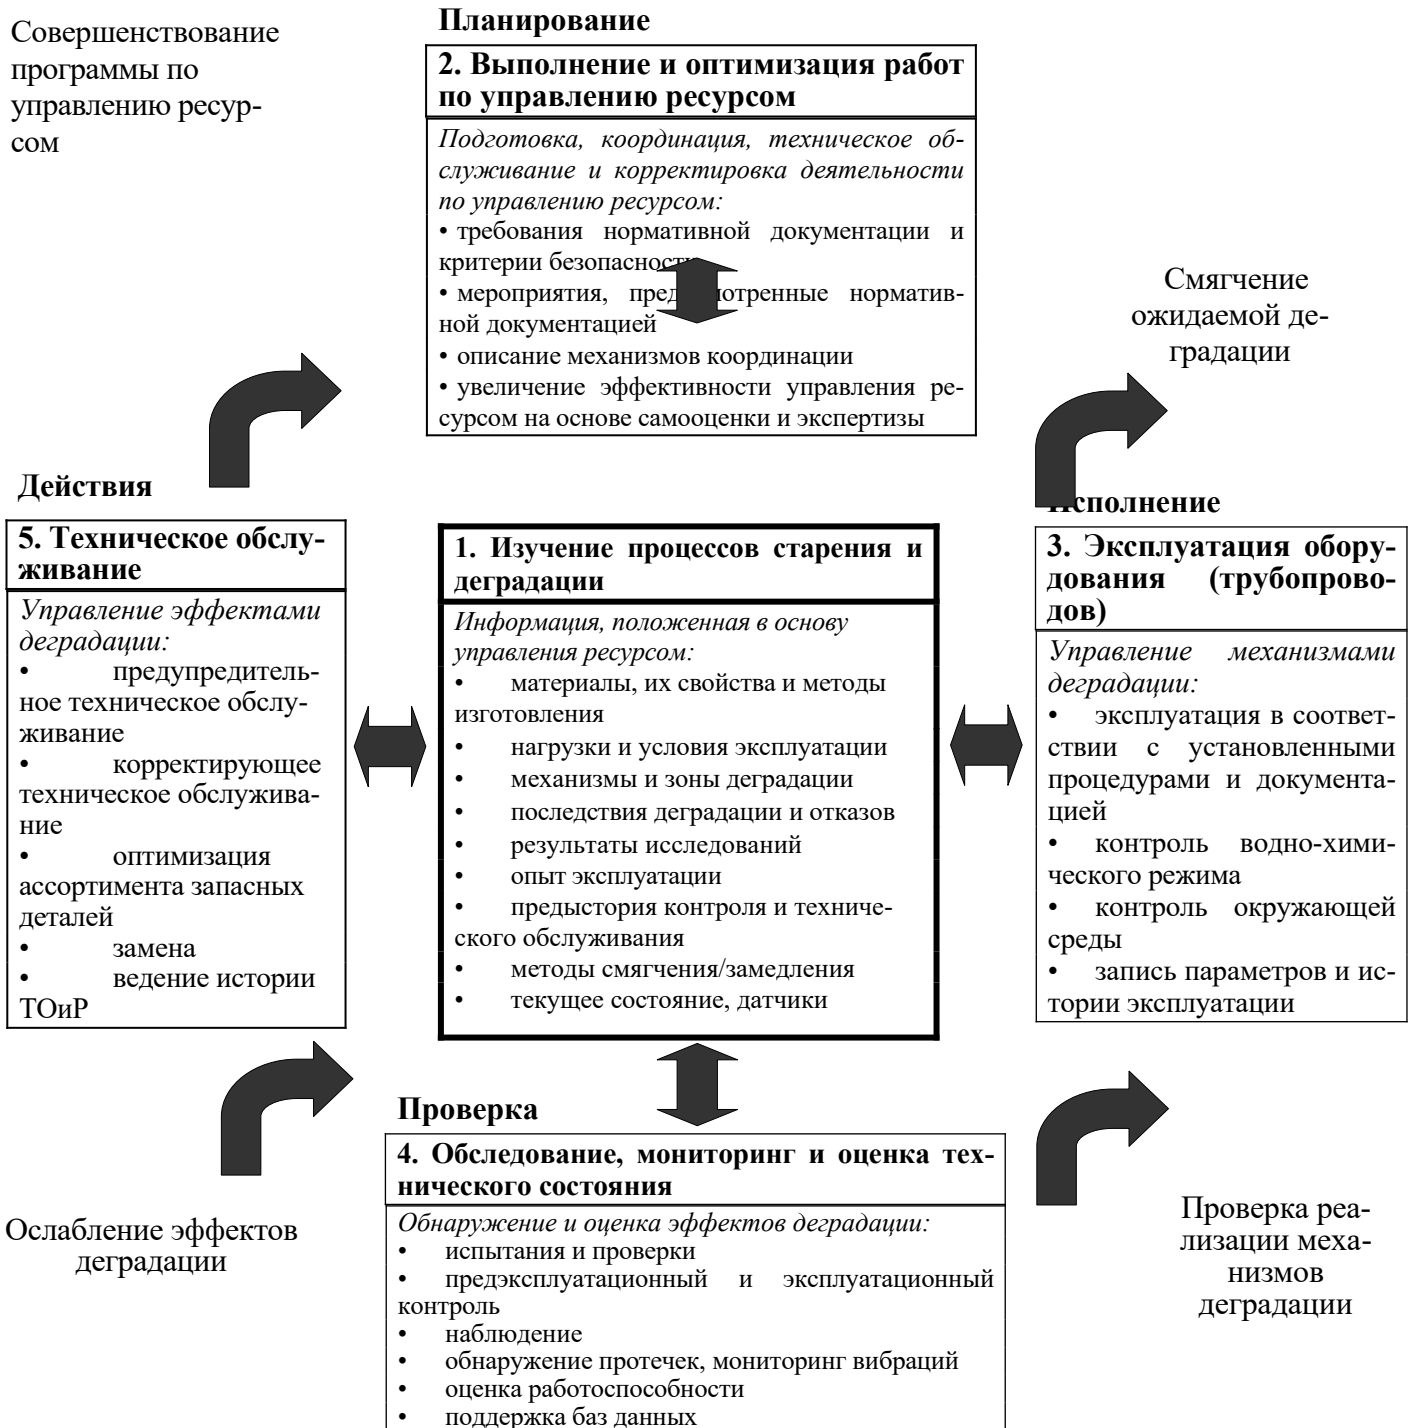 Совершенствование
программы по
управлению ресур-
сом
Планирование
2. Выполнение и оптимизация работ
по управлению ресурсом
Подготовка, координация, техническое об-
служивание и корректировка деятельности
по управлению ресурсом:
• требования нормативной документации и
критерии безопасности
• мероприятия, предусмотренные норматив-
ной документацией
• описание механизмов координации
• увеличение эффективности управления ре-
сурсом на основе самооценки и экспертизы
Смягчение
ожидаемой де-
градации
Действия
5. Техническое обслу-
живание
Управление эффектами
деградации:
• предупредитель-
ное техническое обслу-
живание
• корректирующее
техническое обслужива-
ние
• оптимизация
ассортимента запасных
деталей
• замена
• ведение истории
ТОиР
1. Изучение процессов старения и
деградации
Информация, положенная в основу
управления ресурсом:
• материалы, их свойства и методы
изготовления
• нагрузки и условия эксплуатации
• механизмы и зоны деградации
• последствия деградации и отказов
• результаты исследований
• опыт эксплуатации
• предыстория контроля и техниче-
ского обслуживания
• методы смягчения/замедления
• текущее состояние, датчики
Исполнение
3. Эксплуатация обору-
дования (трубопрово-
дов)
Управление механизмами
деградации:
• эксплуатация в соответ-
ствии с установленными
процедурами и документа-
цией
• контроль водно-хими-
ческого режима
• контроль окружающей
среды
• запись параметров и ис-
тории эксплуатации
Проверка
4. Обследование, мониторинг и оценка тех-
нического состояния
Обнаружение и оценка эффектов деградации:
• испытания и проверки
• предэксплуатационный и эксплуатационный
контроль
• наблюдение
• обнаружение протечек, мониторинг вибраций
• оценка работоспособности
• поддержка баз данных
Ослабление эффектов
деградации
Проверка реа-
лизации меха-
низмов
деградации